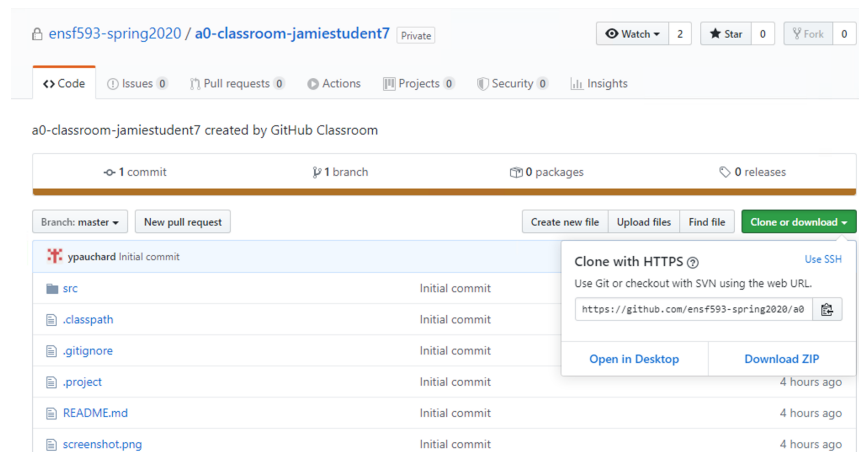 ensf593-spring2020 / a0-classroom-jamiestudent7 Private Watch 2 Star 0 Fork 0
Code Issues 0 Pull requests 0 Actions Projects 0 Security 0 Insights
a0-classroom-jamiestudent7 created by GitHub Classroom
1 commit 1 branch 0 packages 0 releases
Branch: master New pull request Create new file Upload files Find file Clone or download
ypauchard Initial commit
Clone with HTTPS ? Use SSH
Use Git or checkout with SVN using the web URL.
https://github.com/ensf593-spring2020/a0
Open in Desktop Download ZIP
src Initial commit
.classpath Initial commit
.gitignore Initial commit
.project Initial commit 4 hours ago
README.md Initial commit 4 hours ago
screenshot.png Initial commit 4 hours ago